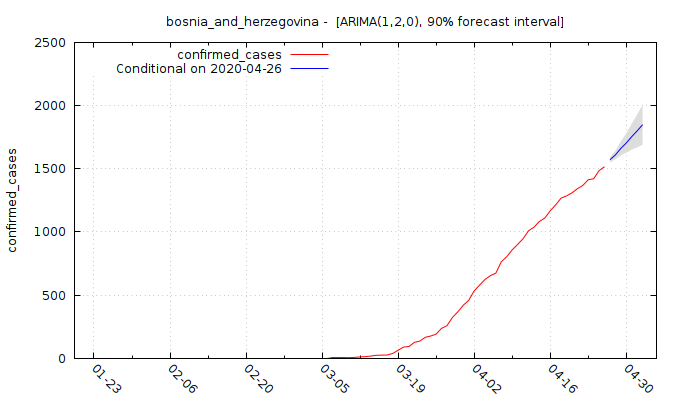 bosnia_and_herzegovina - [ARIMA(1,2,0), 90% forecast interval]
2500
confirmed_cases
Conditional on 2020-04-26
2000
1500
confirmed_cases
1000
500
0
01-23 02-06 02-20 03-05 03-19 04-02 04-16 04-30